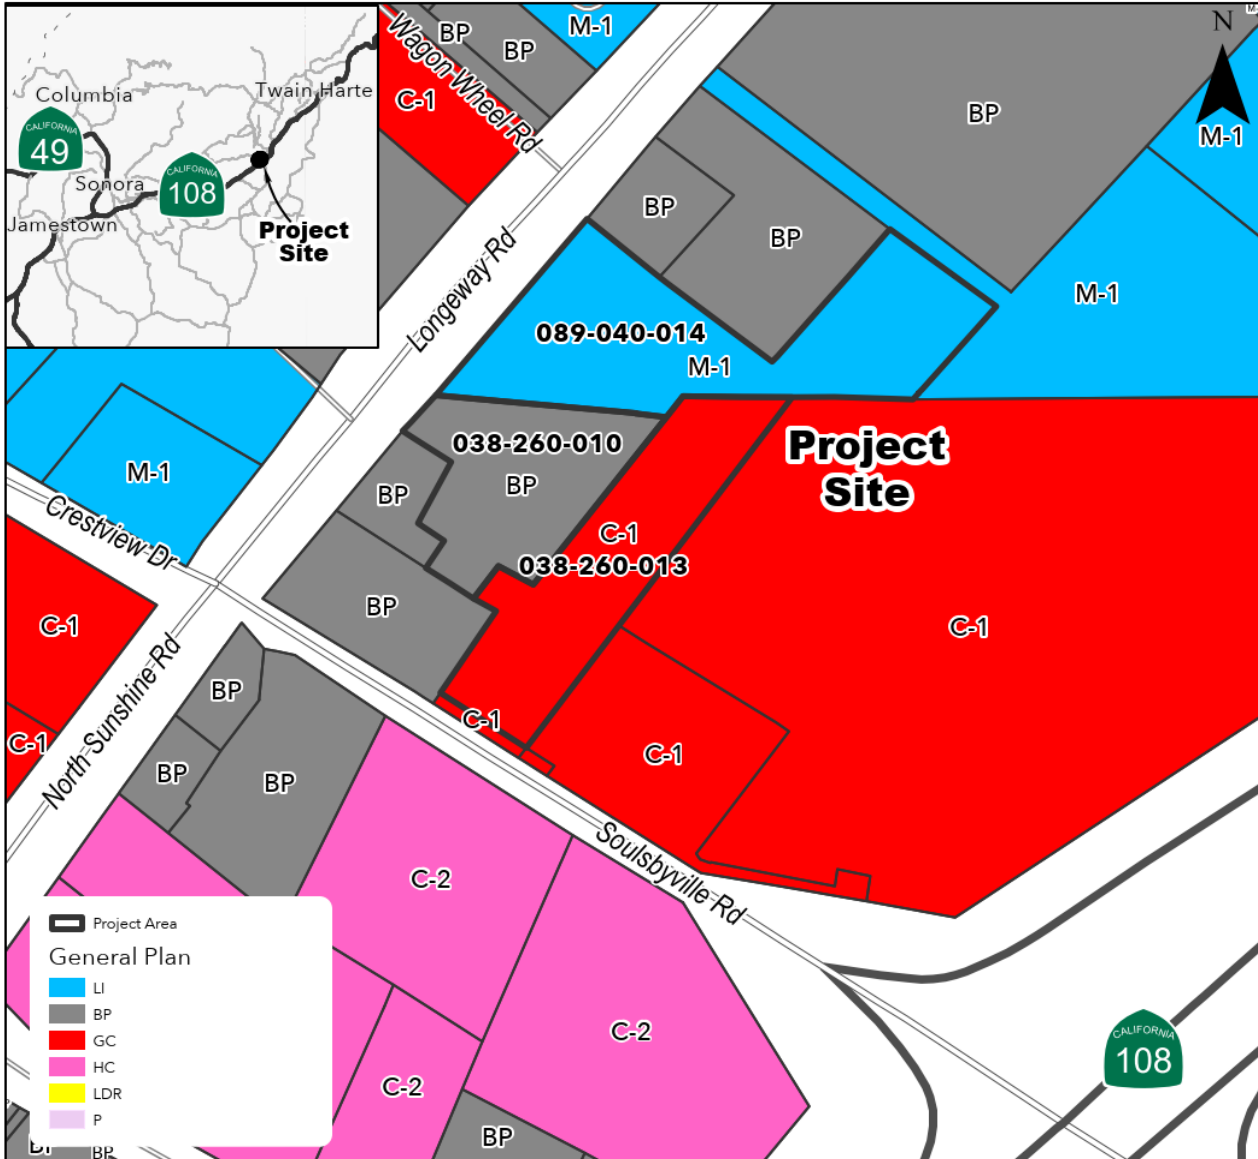 Columbia
Twain Harte
CALIFORNIA
49
Sonora
CALIFORNIA
108
Jamestown
Project
Site
Wagon Wheel Rd
BP
BP
M-1
N
C-1
BP
M-1
BP
BP
Longeway Rd
M-1
089-040-014
M-1
038-260-010
BP
Project
Site
M-1
BP
Crestview Dr
C-1
038-260-013
BP
C-1
C-1
North Sunshine Rd
BP
C-1
C-1
C-1
BP
BP
Soulsbyville Rd
C-2
C-2
C-2
BP
CALIFORNIA
108
Project Area
General Plan
LI
BP
GC
HC
LDR
P
BP
BP